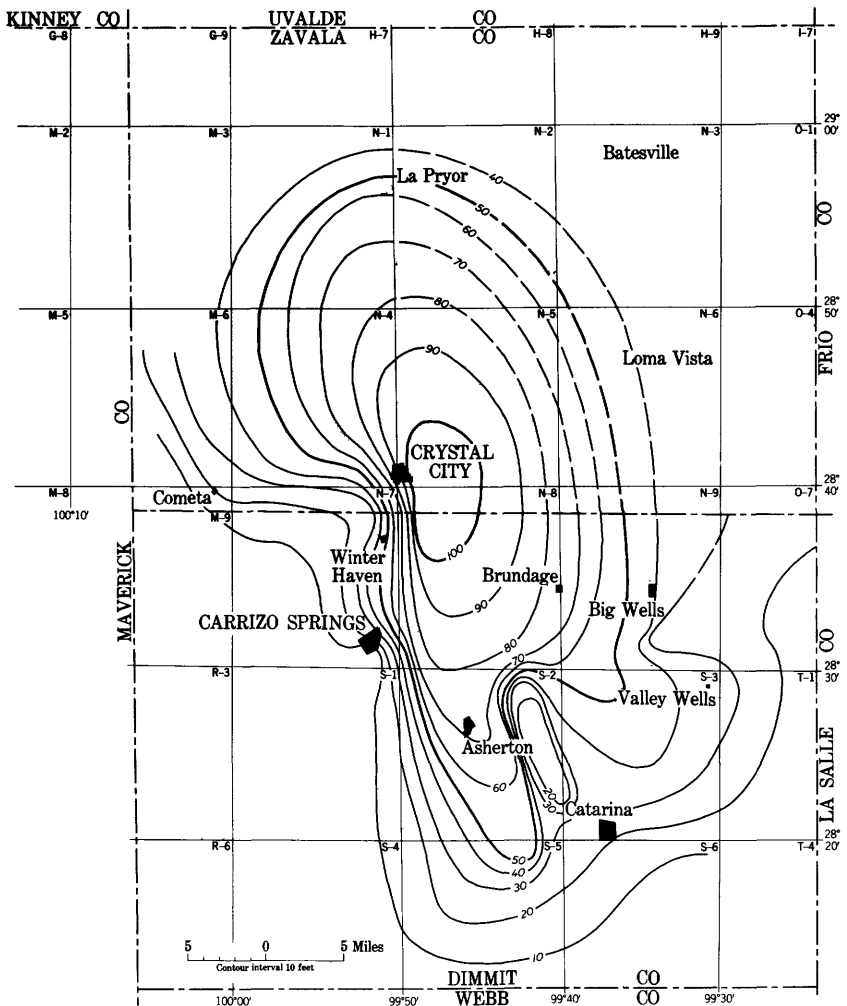 KINNEY CO UVALDE CO
ZAVALA CO
G-8 G-9 H-7 H-8 H-9 I-7
M-2 M-3 N-1 N-2 N-3 O-1 29° 00'
Batesville
La Pryor
40
50
60
70
CO
80
M-5 M-6 N-4 N-5 N-6 O-4 28° 50'
90
Loma Vista
FRIO
CO
CRYSTAL
CITY
M-8 N-7 N-8 N-9 O-7 28° 40'
Cometa
100°10' M-9
Winter
Haven
100
Brundage
90
Big Wells
MAVERICK
CARRIZO SPRINGS
80
70
CO
R-3 S-1 S-2 S-3 T-1 28° 30'
Valley Wells
Asherton
60
20
30
Catarina
LA SALLE
R-6 S-4 S-5 S-6 T-4 28° 20'
50
40
30
20
10
5 0 5 Miles
Contour interval 10 feet
DIMMIT CO
WEBB CO
100°00' 99°50' 99°40' 99°30'